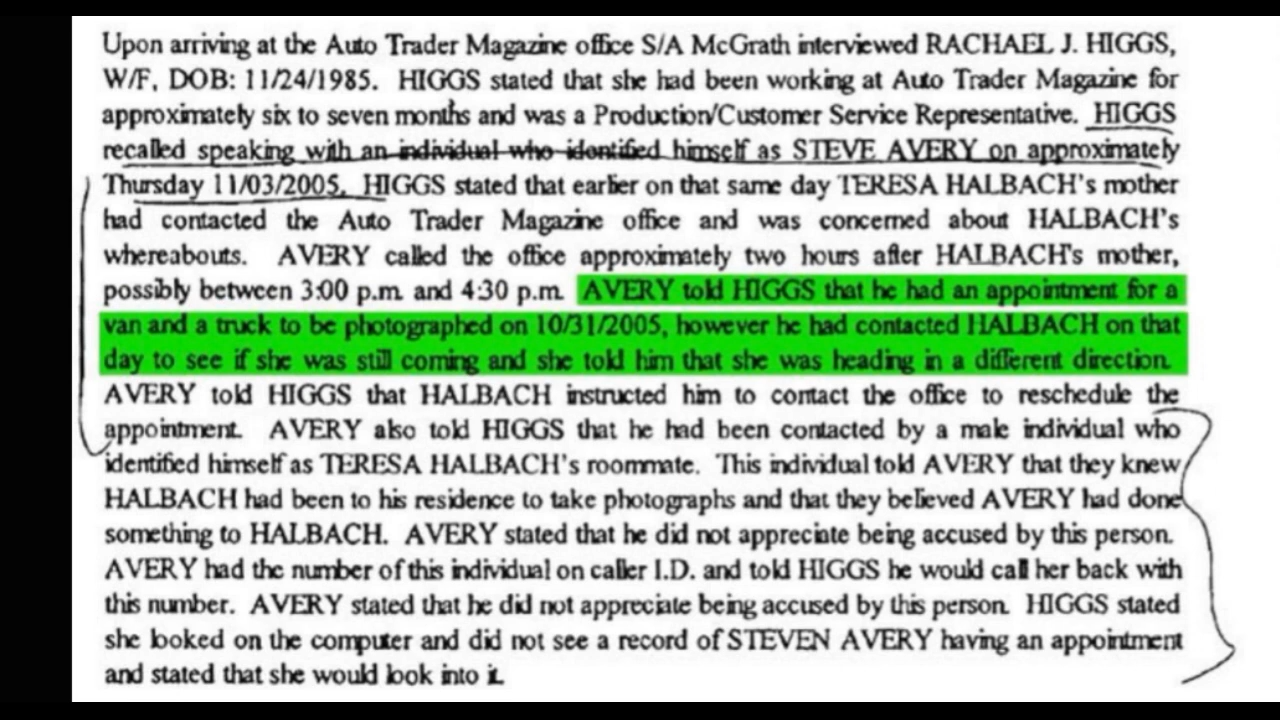 Upon arriving at the Auto Trader Magazine office S/A McGrath interviewed RACHAEL J. HIGGS,
W/F, DOB: 11/24/1985. HIGGS stated that she had been working at Auto Trader Magazine for
approximately six to seven months and was a Production/Customer Service Representative. HIGGS
recalled speaking with an individual who identified himself as STEVE AVERY on approximately
Thursday 11/03/2005. HIGGS stated that earlier on that same day TERESA HALBACH's mother
had contacted the Auto Trader Magazine office and was concerned about HALBACH's
whereabouts. AVERY called the office approximately two hours after HALBACH's mother,
possibly between 3:00 p.m. and 4:30 p.m. AVERY told HIGGS that he had an appointment for a
van and a truck to be photographed on 10/31/2005, however he had contacted HALBACH on that
day to see if she was still coming and she told him that she was heading in a different direction.
AVERY told HIGGS that HALBACH instructed him to contact the office to reschedule the
appointment. AVERY also told HIGGS that he had been contacted by a male individual who
identified himself as TERESA HALBACH's roommate. This individual told AVERY that they knew
HALBACH had been to his residence to take photographs and that they believed AVERY had done
something to HALBACH. AVERY stated that he did not appreciate being accused by this person.
AVERY had the number of this individual on caller I.D. and told HIGGS he would call her back with
this number. AVERY stated that he did not appreciate being accused by this person. HIGGS stated
she looked on the computer and did not see a record of STEVEN AVERY having an appointment
and stated that she would look into it.